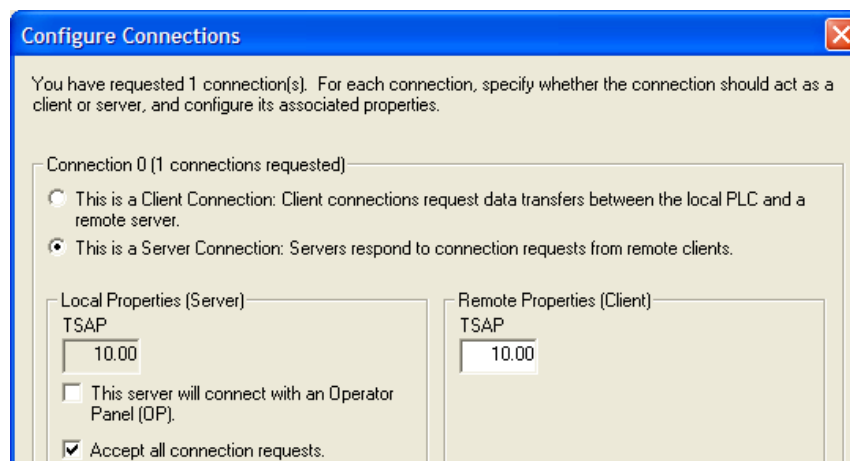 Configure Connections
You have requested 1 connection(s). For each connection, specify whether the connection should act as a
client or server, and configure its associated properties.
Connection 0 (1 connections requested)
This is a Client Connection: Client connections request data transfers between the local PLC and a
remote server.
This is a Server Connection: Servers respond to connection requests from remote clients.
Local Properties (Server)
TSAP
10.00
This server will connect with an Operator
Panel (OP).
Accept all connection requests.
Remote Properties (Client)
TSAP
10.00